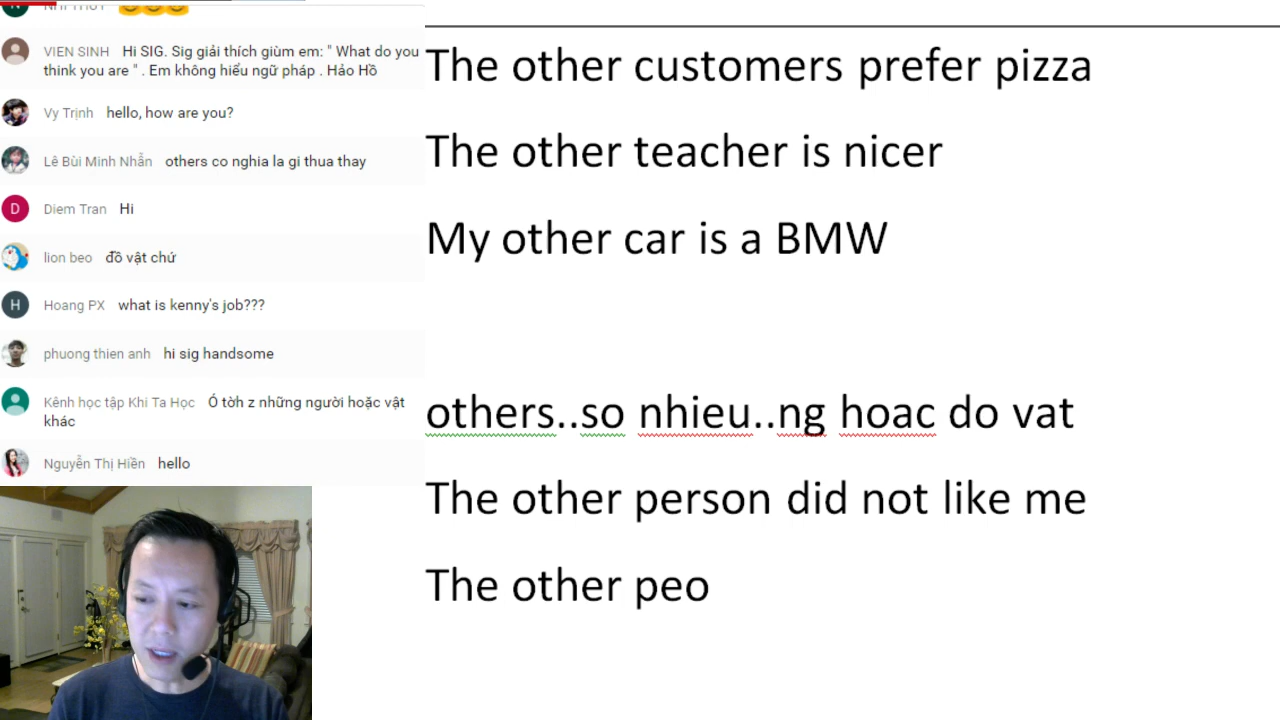 VIEN SINH Hi SIG. Sig giải thích giùm em: " What do you
think you are " . Em không hiểu ngữ pháp . Hảo Hồ
Vy Trịnh hello, how are you?
Lê Bùi Minh Nhẫn others co nghia la gi thua thay
D Diem Tran Hi
lion beo đồ vật chứ
H Hoang PX what is kenny's job???
phuong thien anh hi sig handsome
Kênh học tập Khi Ta Học Ó tờh z những người hoặc vật
khác
Nguyễn Thị Hiền hello
The other customers prefer pizza
The other teacher is nicer
My other car is a BMW
others..so nhieu..ng hoac do vat
The other person did not like me
The other peo